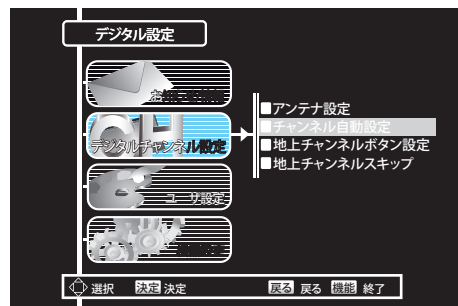 デジタル設定
デジタルチャンネル設定
ユーザ設定
■アンテナ設定
■チャンネル自動設定
■地上チャンネルボタン設定
■地上チャンネルスキップ
選択 決定 決定 戻る 戻る 機能 終了